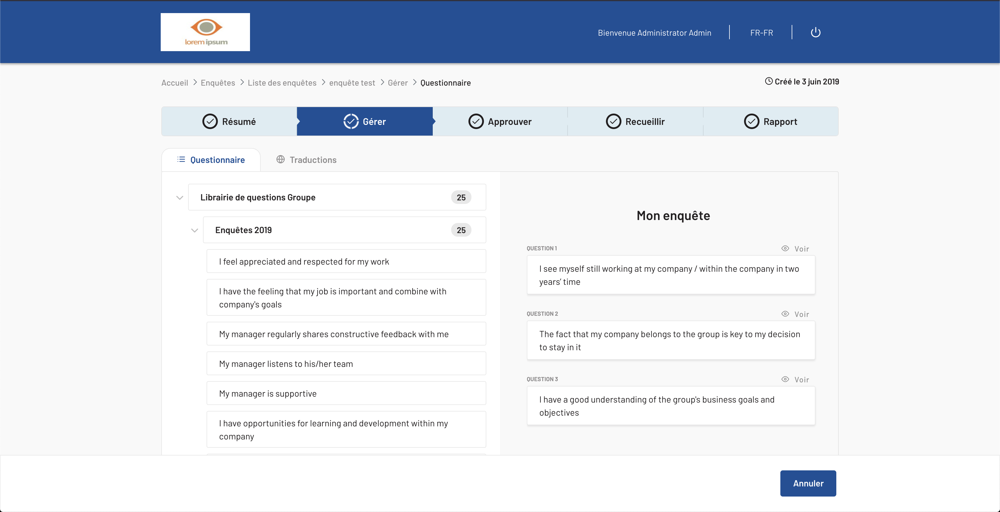 lorem ipsum
Bienvenue Administrator Admin
FR-FR
Accueil > Enquêtes > Liste des enquêtes > enquête test > Gérer > Questionnaire
Créé le 3 juin 2019
Résumé
Gérer
Approuver
Recueillir
Rapport
Questionnaire
Traductions
Librairie de questions Groupe
25
Enquêtes 2019
25
I feel appreciated and respected for my work
I have the feeling that my job is important and combine with
company's goals
My manager regularly shares constructive feedback with me
My manager listens to his/her team
My manager is supportive
I have opportunities for learning and development within my
company
Mon enquête
QUESTION 1
Voir
I see myself still working at my company / within the company in two
years’ time
QUESTION 2
Voir
The fact that my company belongs to the group is key to my decision
to stay in it
QUESTION 3
Voir
I have a good understanding of the group's business goals and
objectives
Annuler